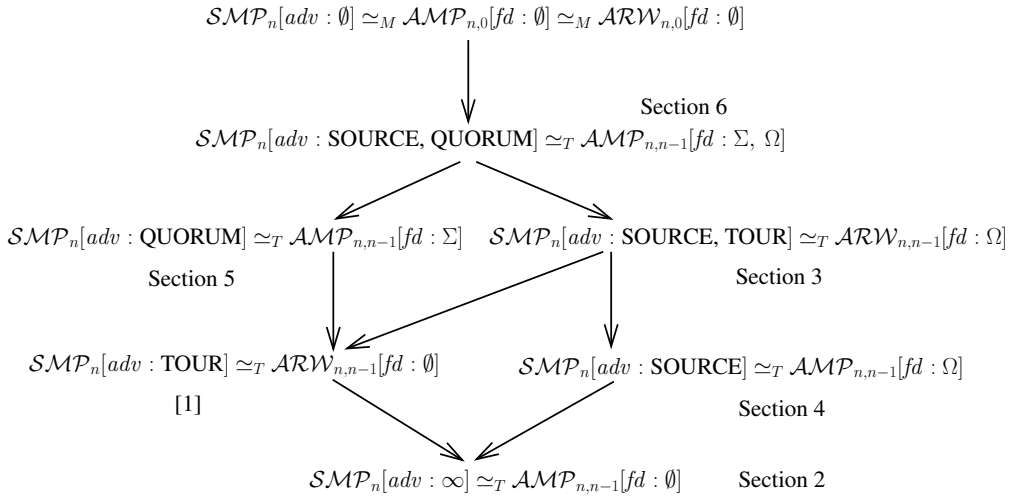 𝒮ℳ𝒫ₙ[adv : ∅] ≃_M 𝒜ℳ𝒫ₙ,₀[fd : ∅] ≃_M 𝒜ℛ𝒲ₙ,₀[fd : ∅]
Section 6
𝒮ℳ𝒫ₙ[adv : SOURCE, QUORUM] ≃_T 𝒜ℳ𝒫ₙ,ₙ₋₁[fd : Σ, Ω]
𝒮ℳ𝒫ₙ[adv : QUORUM] ≃_T 𝒜ℳ𝒫ₙ,ₙ₋₁[fd : Σ]
𝒮ℳ𝒫ₙ[adv : SOURCE, TOUR] ≃_T 𝒜ℛ𝒲ₙ,ₙ₋₁[fd : Ω]
Section 5
Section 3
𝒮ℳ𝒫ₙ[adv : TOUR] ≃_T 𝒜ℛ𝒲ₙ,ₙ₋₁[fd : ∅]
𝒮ℳ𝒫ₙ[adv : SOURCE] ≃_T 𝒜ℳ𝒫ₙ,ₙ₋₁[fd : Ω]
[1]
Section 4
𝒮ℳ𝒫ₙ[adv : ∞] ≃_T 𝒜ℳ𝒫ₙ,ₙ₋₁[fd : ∅]
Section 2